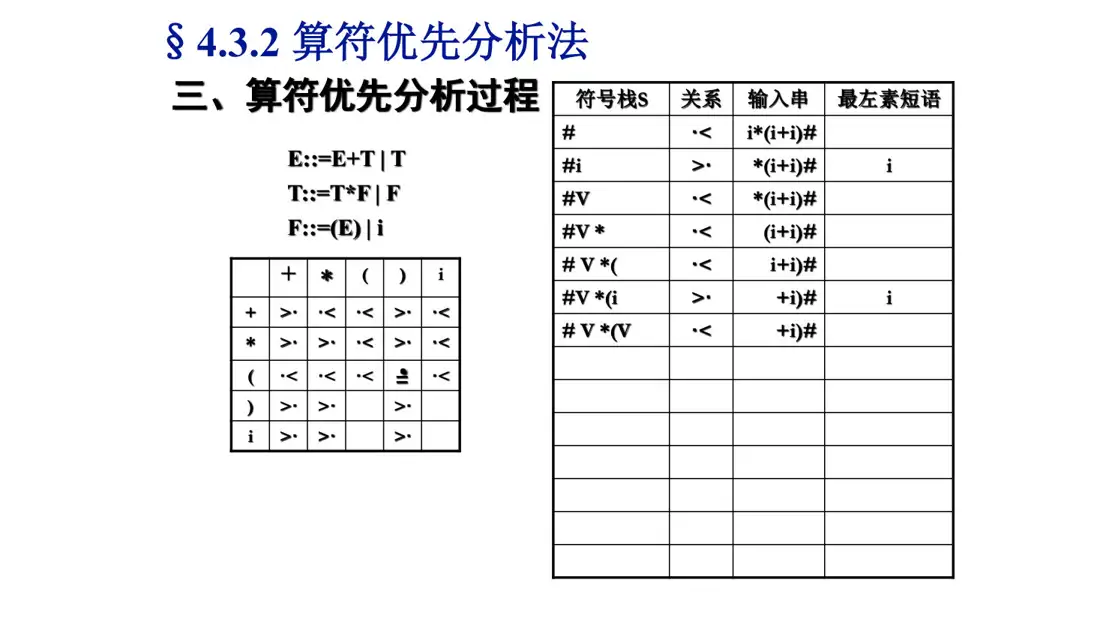 § 4.3.2 算符优先分析法
三、算符优先分析过程
E::=E+T | T
T::=T*F | F
F::=(E) | i
+ * ( ) i
+ >· ·< ·< >· ·<
* >· >· ·< >· ·<
( ·< ·< ·< ≗ ·<
) >· >· >·
i >· >· >·
符号栈S 关系 输入串 最左素短语
# ·< i*(i+i)#
#i >· *(i+i)# i
#V ·< *(i+i)#
#V * ·< (i+i)#
# V *( ·< i+i)#
#V *(i >· +i)# i
# V *(V ·< +i)#